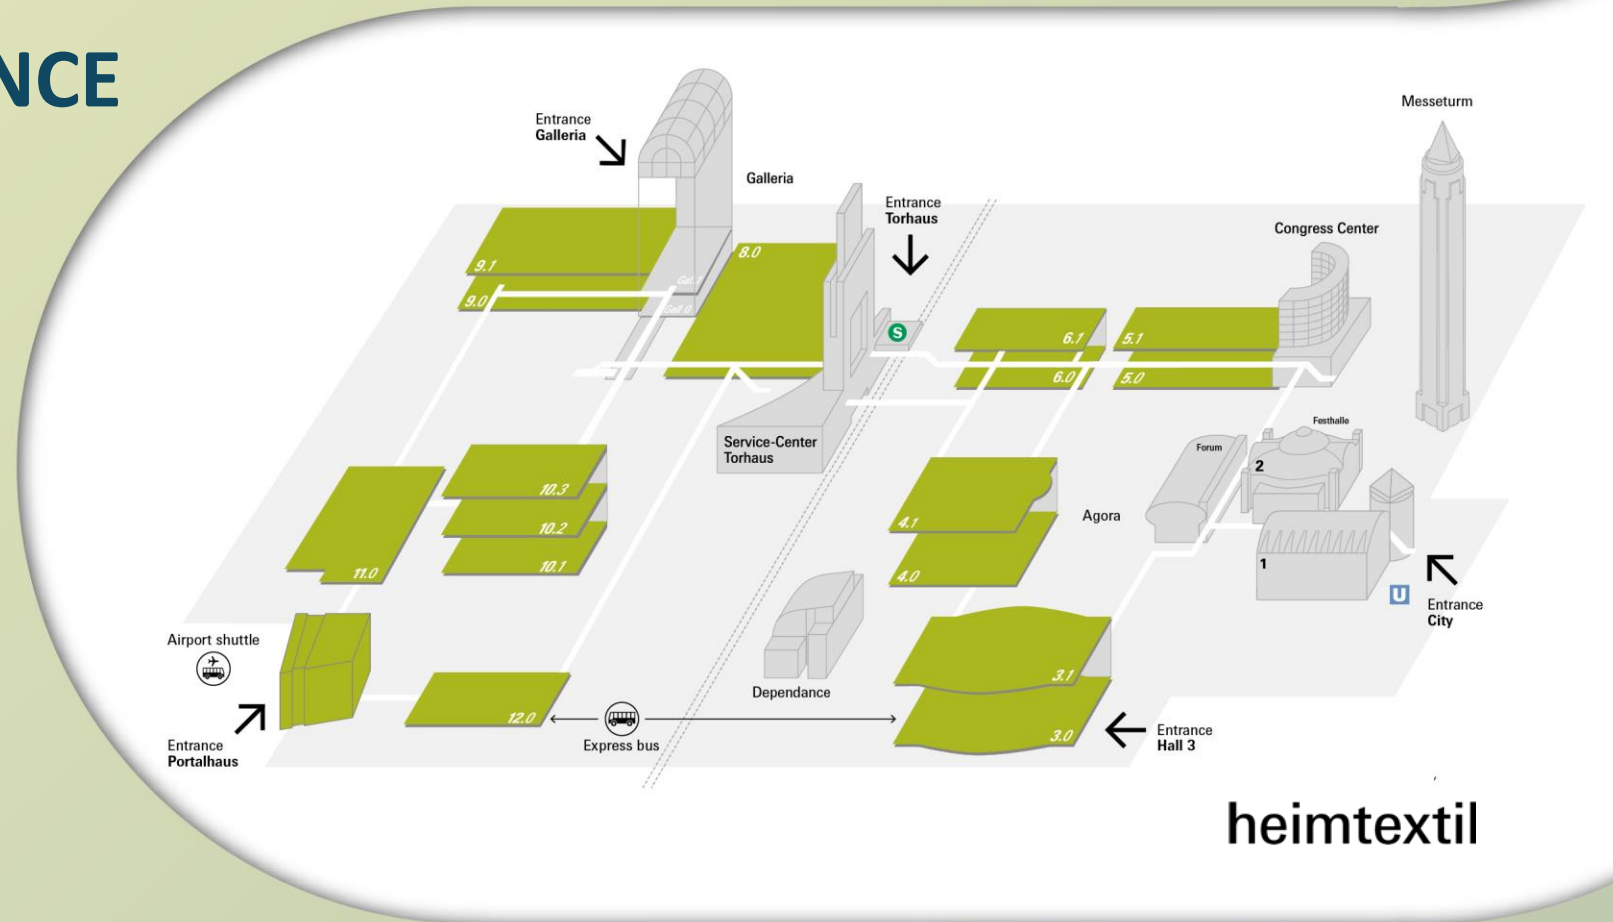 NCE
Messeturm
Entrance
Galleria
Galleria
Entrance
Torhaus
Congress Center
9.1
9.0
8.0
S
6.1
6.0
5.1
5.0
Service-Center
Torhaus
Festhalle
Forum
2
1
10.3
10.2
10.1
11.0
4.1
4.0
Agora
U
Entrance
City
Airport shuttle
Entrance
Portalhaus
12.0
Express bus
Dependance
3.1
3.0
Entrance
Hall 3
heimtextil